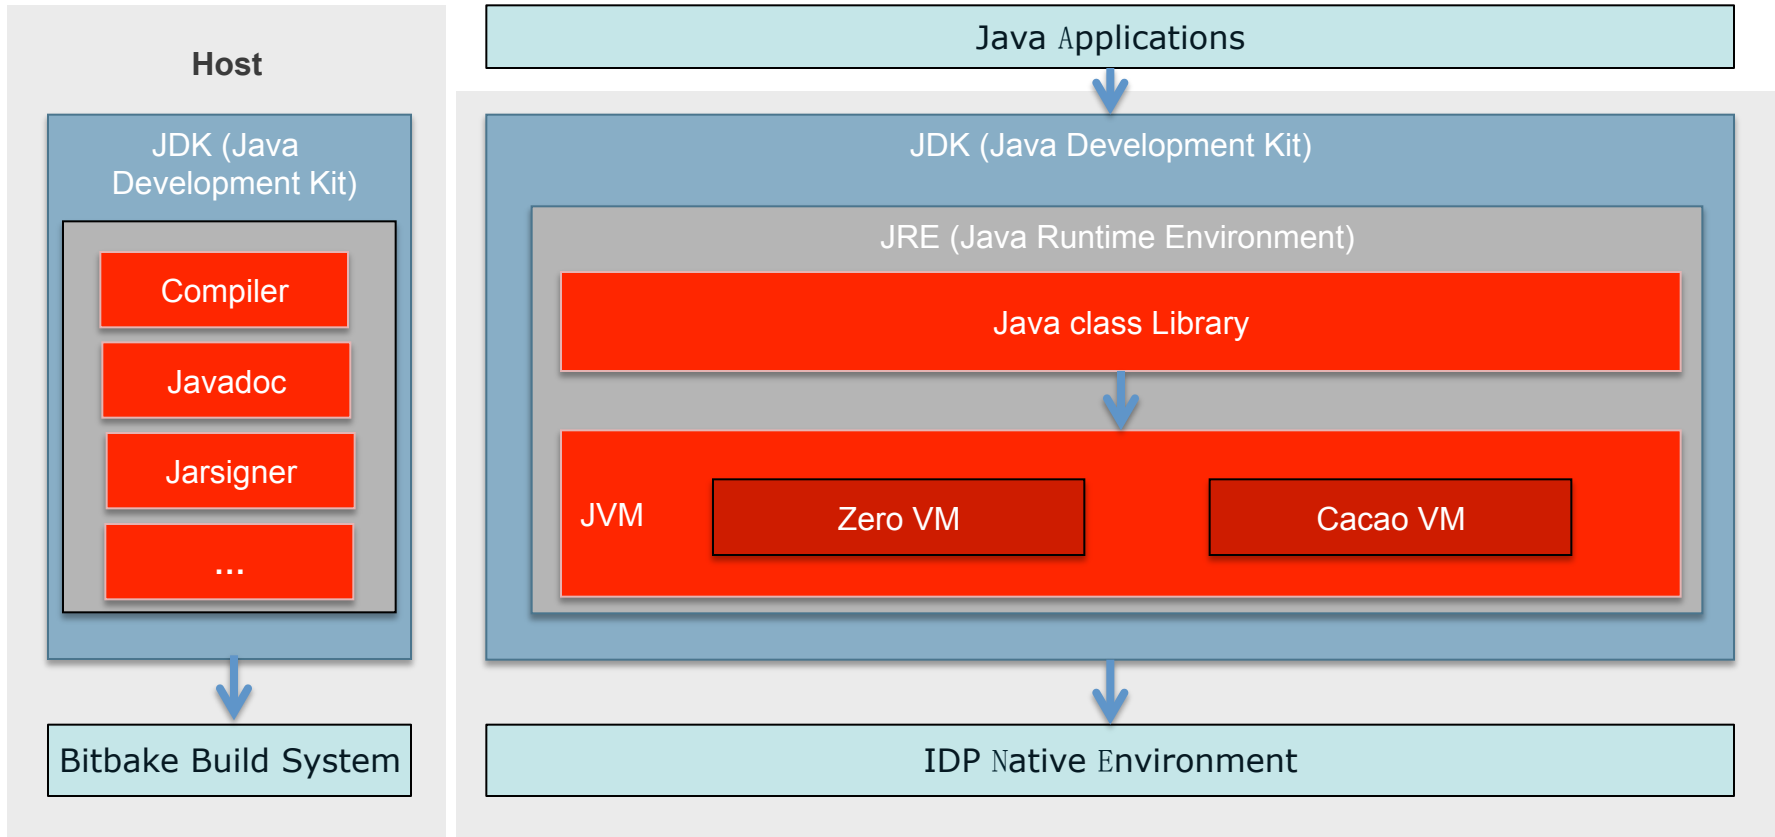 Host
JDK (Java
Development Kit)
Compiler
Javadoc
Jarsigner
...
Bitbake Build System
Java Applications
JDK (Java Development Kit)
JRE (Java Runtime Environment)
Java class Library
JVM
Zero VM
Cacao VM
IDP Native Environment